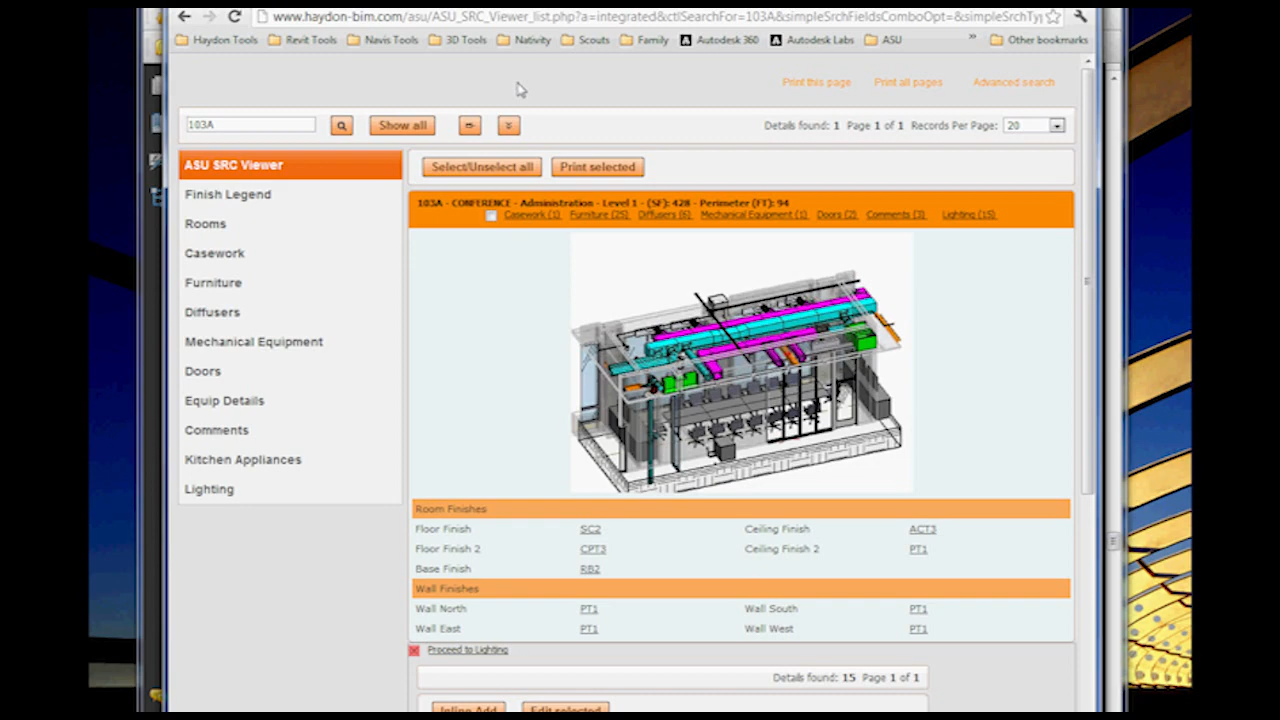 www.haydon-bim.com/asu/ASU_SRC_Viewer_list.php?a=integrated&ctlSearchFor=103A&simpleSrchFieldsComboOpt=&simpleSrchTyp
Haydon Tools Revit Tools Navis Tools 3D Tools Nativity Scouts Family Autodesk 360 Autodesk Labs ASU » Other bookmarks
Print this page Print all pages Advanced search
103A Show all Details found: 1 Page 1 of 1 Records Per Page: 20
ASU SRC Viewer
Finish Legend
Rooms
Casework
Furniture
Diffusers
Mechanical Equipment
Doors
Equip Details
Comments
Kitchen Appliances
Lighting
Select/Unselect all Print selected
103A - CONFERENCE - Administration - Level 1 - (SF): 428 - Perimeter (FT): 94
Casework (1) Furniture (25) Diffusers (6) Mechanical Equipment (1) Doors (2) Comments (3) Lighting (15)
Room Finishes
Floor Finish SC2 Ceiling Finish ACT3
Floor Finish 2 CPT3 Ceiling Finish 2 PT1
Base Finish RB2
Wall Finishes
Wall North PT1 Wall South PT1
Wall East PT1 Wall West PT1
Proceed to Lighting
Details found: 15 Page 1 of 1
Inline Add Edit selected